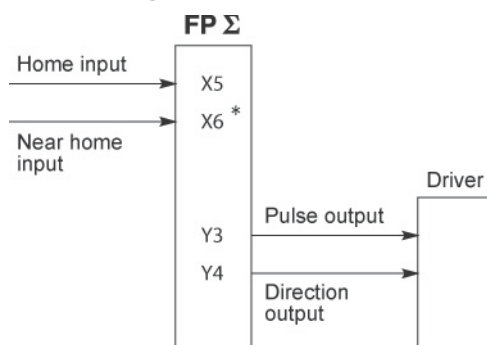 FP Σ
Home input
X5
X6 *
Near home
input
Driver
Pulse output
Y3
Y4
Direction
output